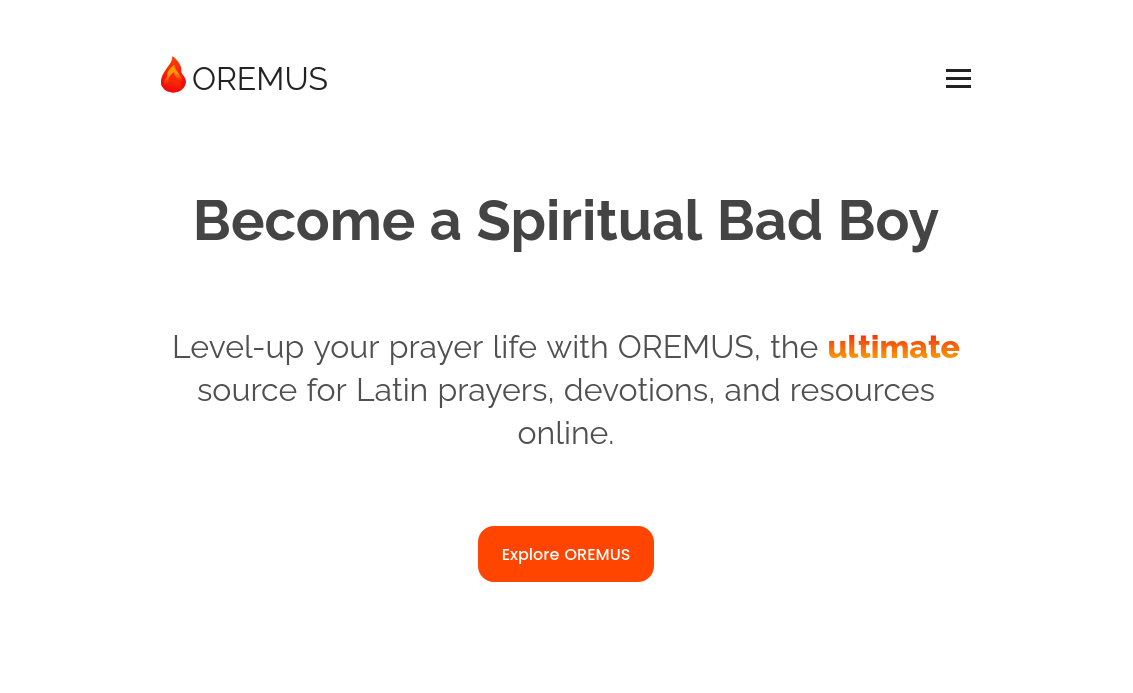 OREMUS
Become a Spiritual Bad Boy
Level-up your prayer life with OREMUS, the ultimate
source for Latin prayers, devotions, and resources
online.
Explore OREMUS